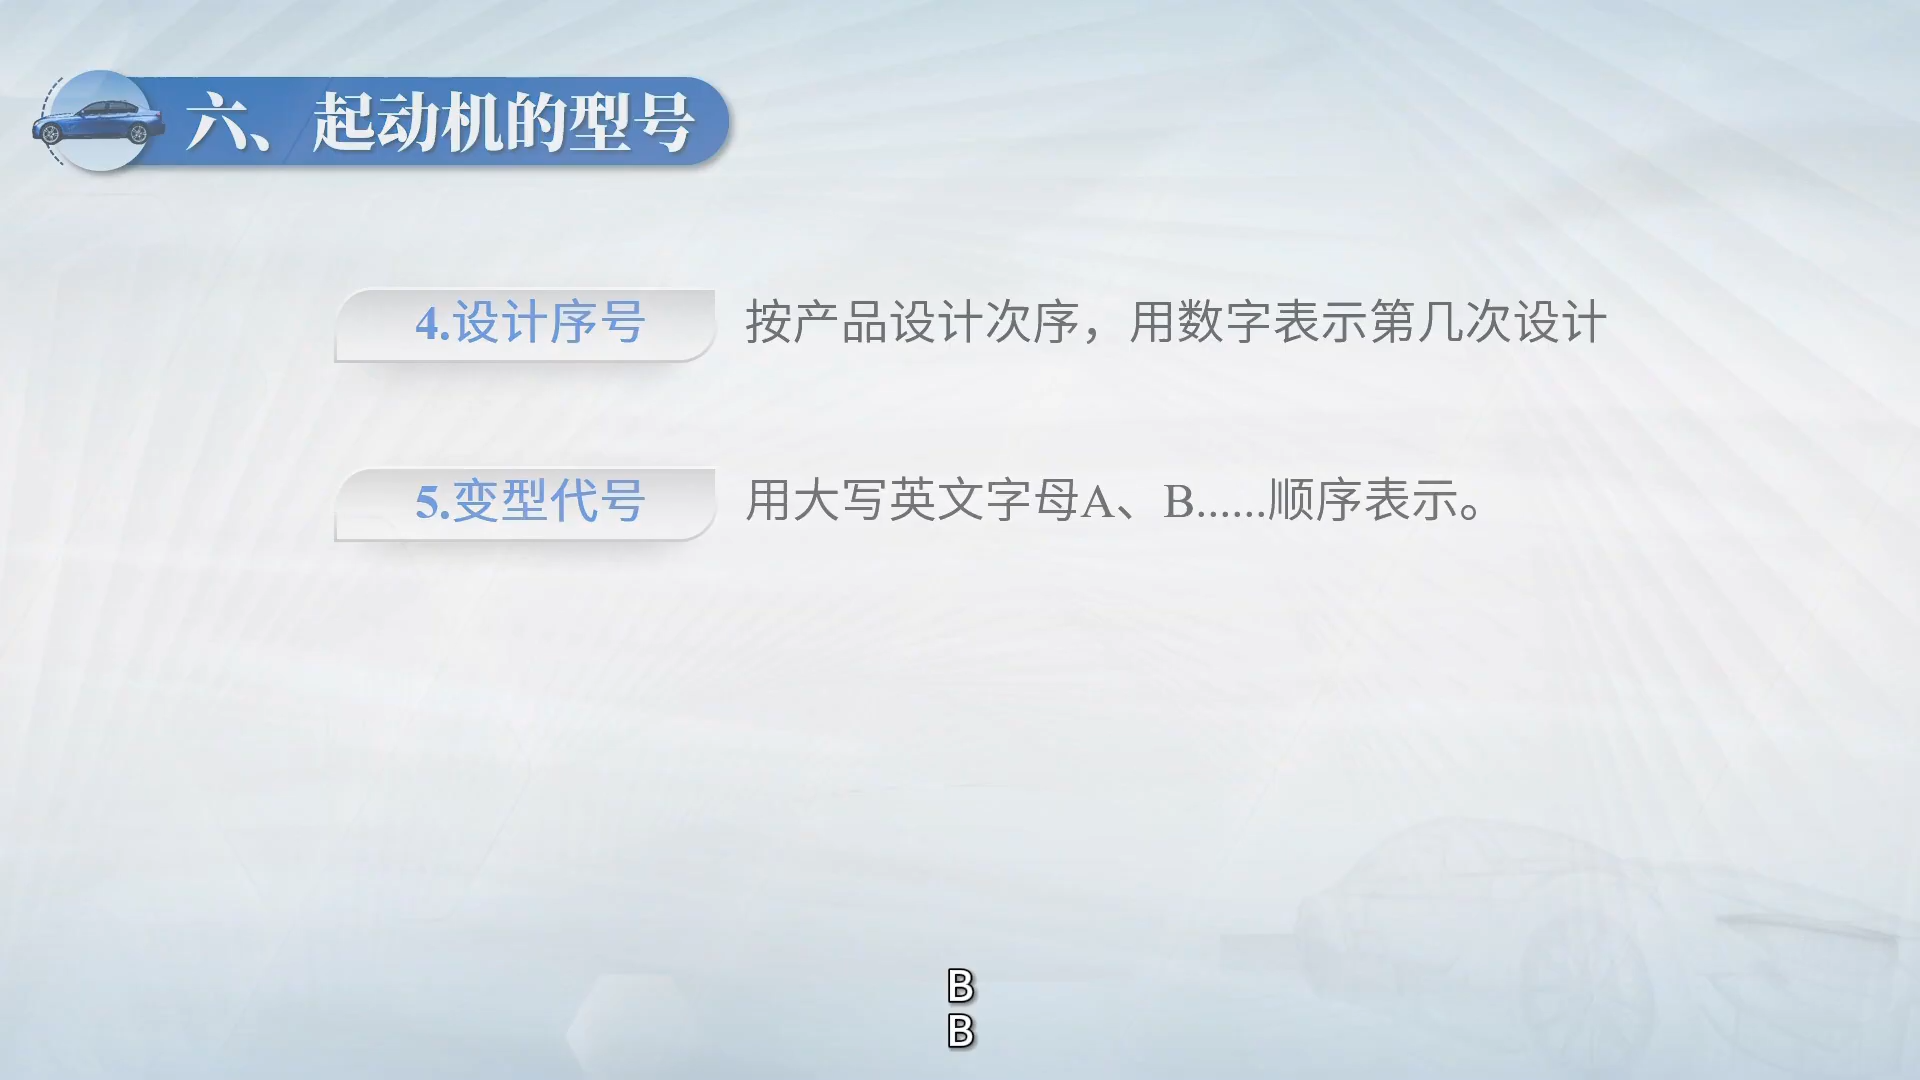 六、起动机的型号
4.设计序号 按产品设计次序，用数字表示第几次设计
5.变型代号 用大写英文字母A、B......顺序表示。
B
B